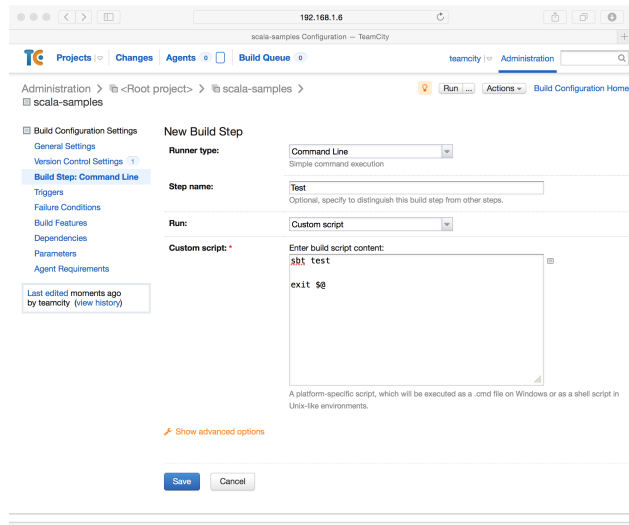 192.168.1.6
scala-samples Configuration — TeamCity
TC Projects Changes Agents 0 Build Queue 0 teamcity Administration
Administration > <Root project> > scala-samples > Run ... Actions Build Configuration Home
scala-samples
Build Configuration Settings
General Settings
Version Control Settings 1
Build Step: Command Line
Triggers
Failure Conditions
Build Features
Dependencies
Parameters
Agent Requirements
Last edited moments ago
by teamcity (view history)
New Build Step
Runner type: Command Line
Simple command execution
Step name: Test
Optional, specify to distinguish this build step from other steps.
Run: Custom script
Custom script: * Enter build script content:
sbt test
exit $@
A platform-specific script, which will be executed as a .cmd file on Windows or as a shell script in
Unix-like environments.
Show advanced options
Save Cancel